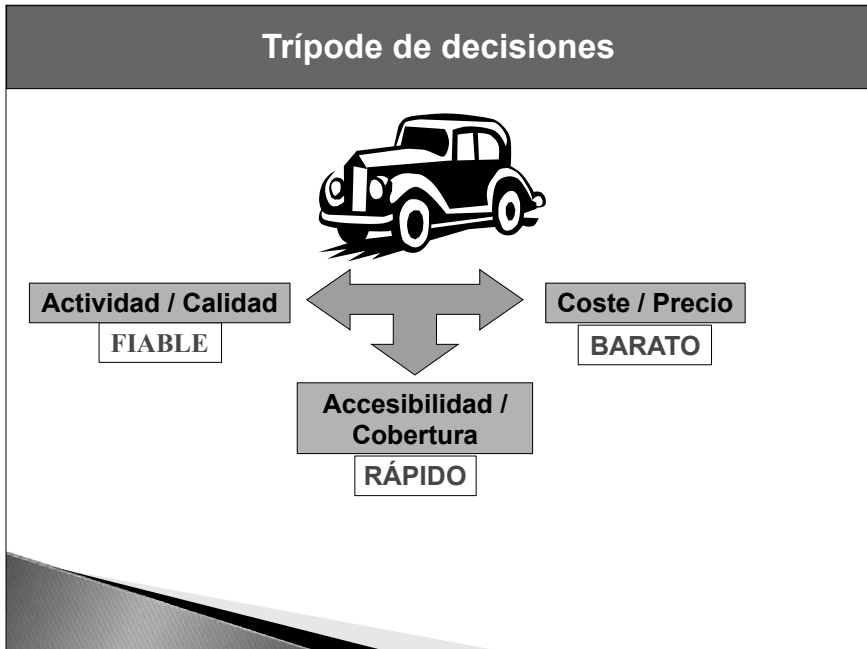 Trípode de decisiones
Actividad / Calidad
FIABLE
Coste / Precio
BARATO
Accesibilidad /
Cobertura
RÁPIDO